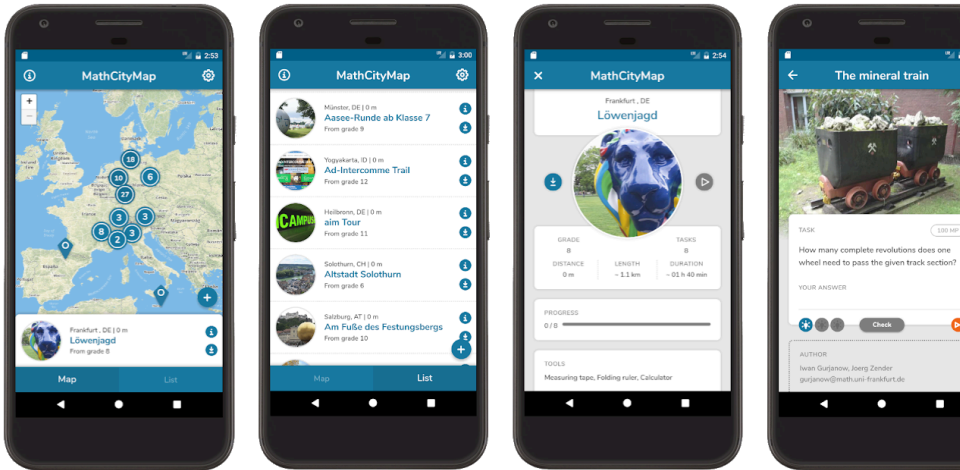 2:53
MathCityMap
+
−
18
10
6
27
3
3
8
2
3
España
France
Polska
Magyarország
Italia
+
Frankfurt , DE | 0 m
Löwenjagd
From grade 8
Map
List
3:00
MathCityMap
Münster, DE | 0 m
Aasee-Runde ab Klasse 7
From grade 9
Yogyakarta, ID | 0 m
Ad-Intercomme Trail
From grade 12
CAMPUS
Heilbronn, DE | 0 m
aim Tour
From grade 11
Solothurn, CH | 0 m
Altstadt Solothurn
From grade 6
Salzburg, AT | 0 m
Am Fuße des Festungsbergs
From grade 10
+
Map
List
2:54
MathCityMap
Frankfurt , DE
Löwenjagd
GRADE
TASKS
8
8
DISTANCE
LENGTH
DURATION
0 m
~ 1.1 km
~ 01 h 40 min
PROGRESS
0/8
TOOLS
Measuring tape, Folding ruler, Calculator
The mineral train
TASK
100 MP
How many complete revolutions does one
wheel need to pass the given track section?
YOUR ANSWER
Check
AUTHOR
Iwan Gurjanow, Joerg Zender
gurjanow@math.uni-frankfurt.de